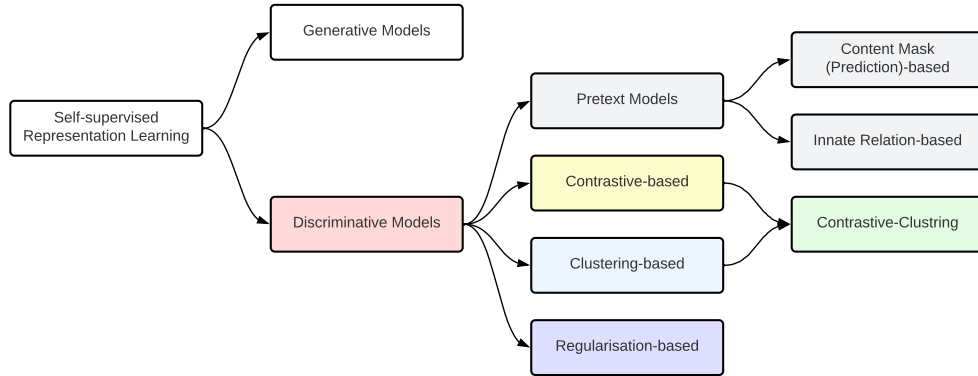 Generative Models
Self-supervised
Representation Learning
Discriminative Models
Pretext Models
Contrastive-based
Clustering-based
Regularisation-based
Content Mask
(Prediction)-based
Innate Relation-based
Contrastive-Clustring